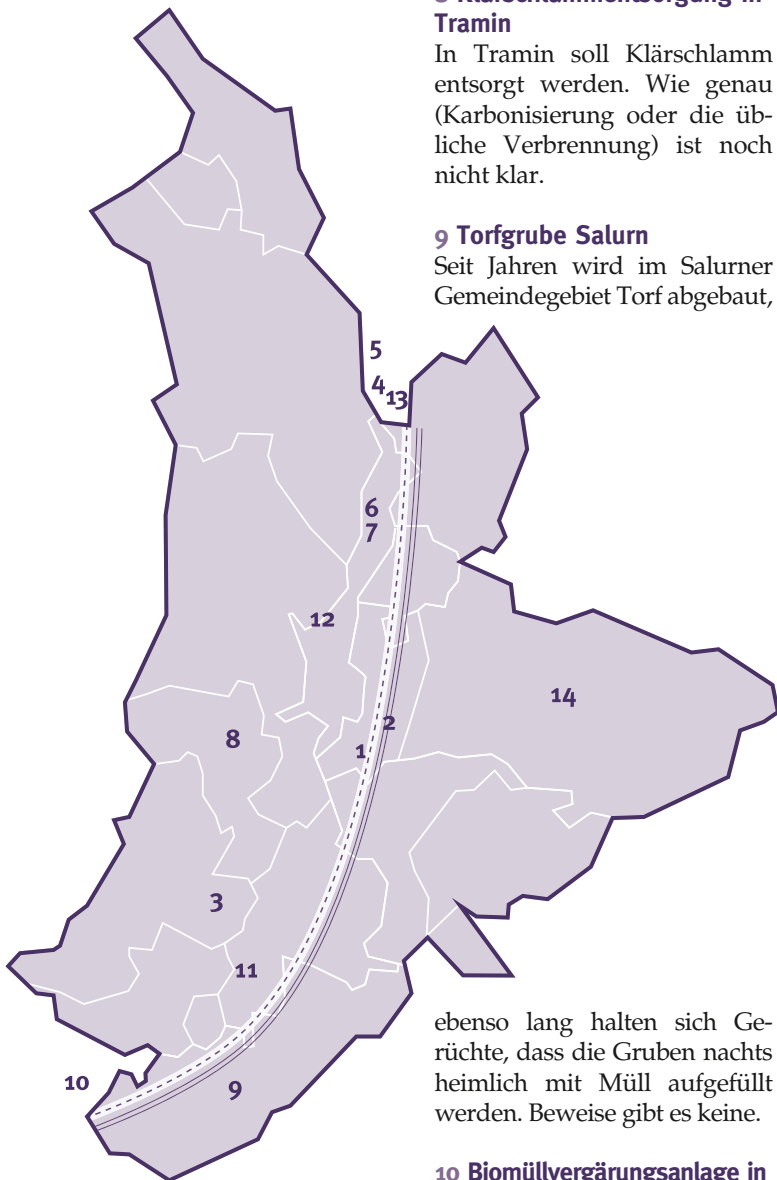 8 Klärschlammentsorgung in
Tramin
In Tramin soll Klärschlamm
entsorgt werden. Wie genau
(Karbonisierung oder die üb-
liche Verbrennung) ist noch
nicht klar.
9 Torfgrube Salurn
Seit Jahren wird im Salurner
Gemeindegebiet Torf abgebaut,
5
4
13
6
7
12
14
2
8
1
3
11
10
9
ebenso lang halten sich Ge-
rüchte, dass die Gruben nachts
heimlich mit Müll aufgefüllt
werden. Beweise gibt es keine.
10 Biomüllvergärungsanlage in